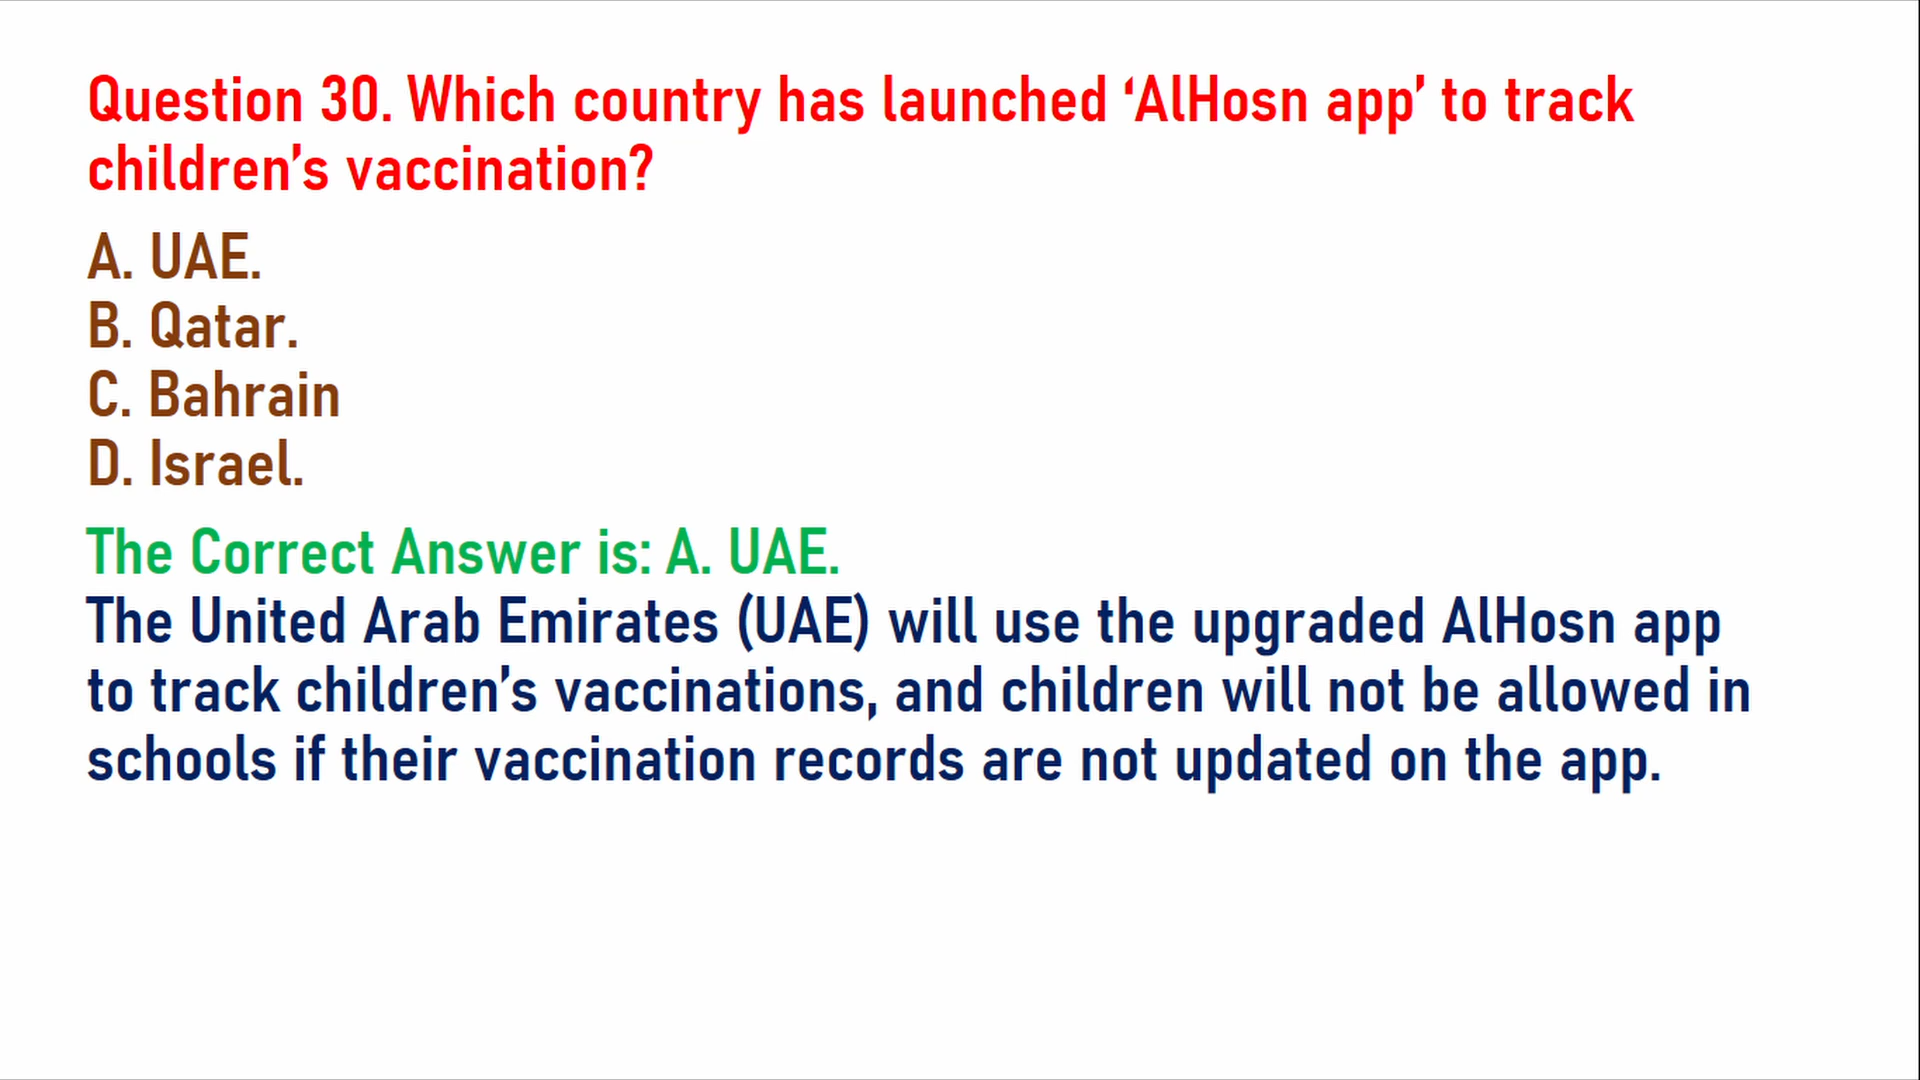 Question 30. Which country has launched ‘AlHosn app’ to track
children’s vaccination?
A. UAE.
B. Qatar.
C. Bahrain
D. Israel.
The Correct Answer is: A. UAE.
The United Arab Emirates (UAE) will use the upgraded AlHosn app
to track children’s vaccinations, and children will not be allowed in
schools if their vaccination records are not updated on the app.